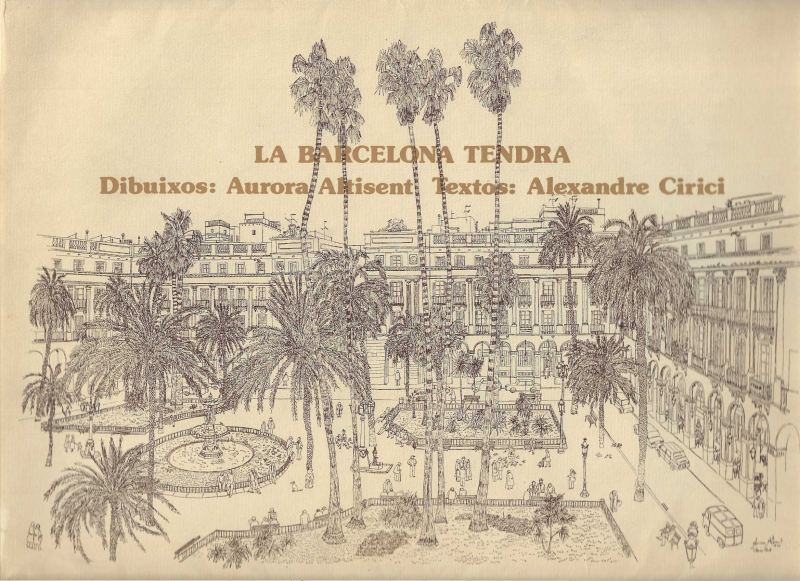 LA BARCELONA TENDRA
Dibuixos: Aurora Altisent Textos: Alexandre Cirici